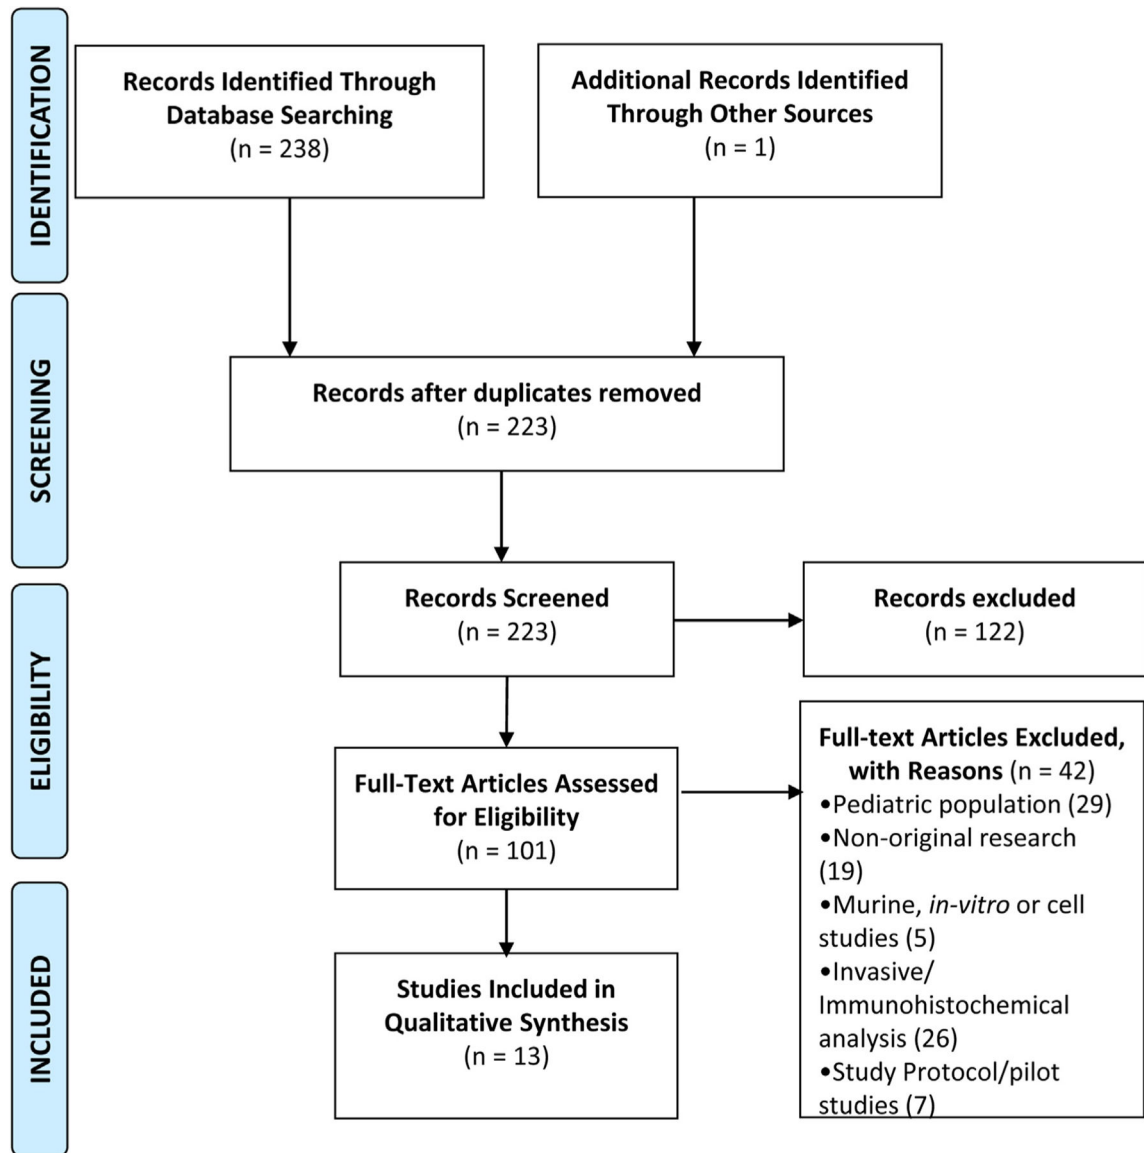 IDENTIFICATION
Records Identified Through
Database Searching
(n = 238)
Additional Records Identified
Through Other Sources
(n = 1)
SCREENING
Records after duplicates removed
(n = 223)
ELIGIBILITY
Records Screened
(n = 223)
Records excluded
(n = 122)
Full-Text Articles Assessed
for Eligibility
(n = 101)
Full-text Articles Excluded,
with Reasons (n = 42)
•Pediatric population (29)
•Non-original research
(19)
•Murine, in-vitro or cell
studies (5)
•Invasive/
Immunohistochemical
analysis (26)
•Study Protocol/pilot
studies (7)
INCLUDED
Studies Included in
Qualitative Synthesis
(n = 13)